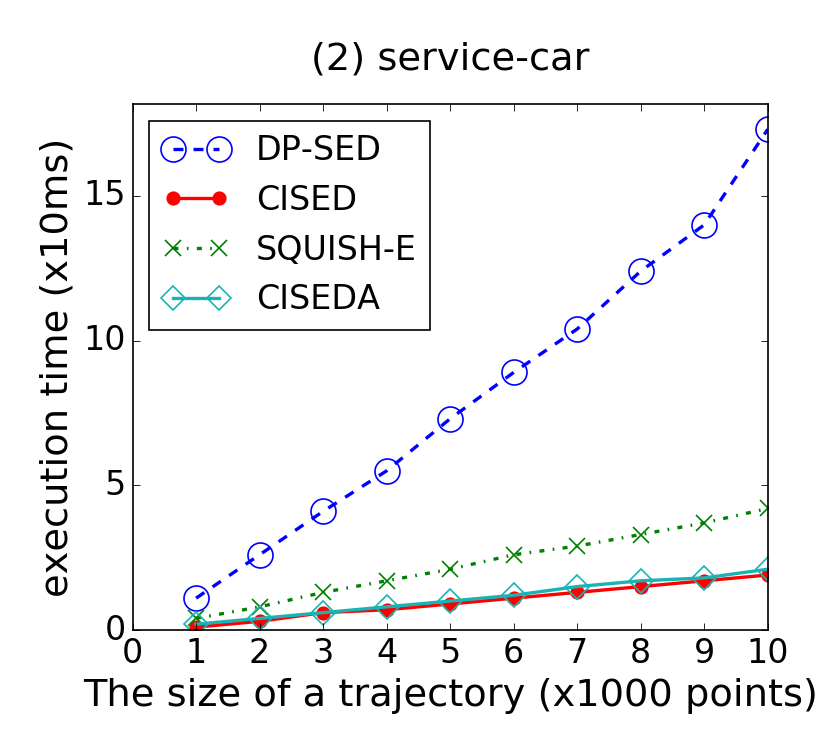 (2) service-car
execution time (x10ms)
15
10
5
0
DP-SED
CISED
SQUISH-E
CISEDA
0 1 2 3 4 5 6 7 8 9 10
The size of a trajectory (x1000 points)